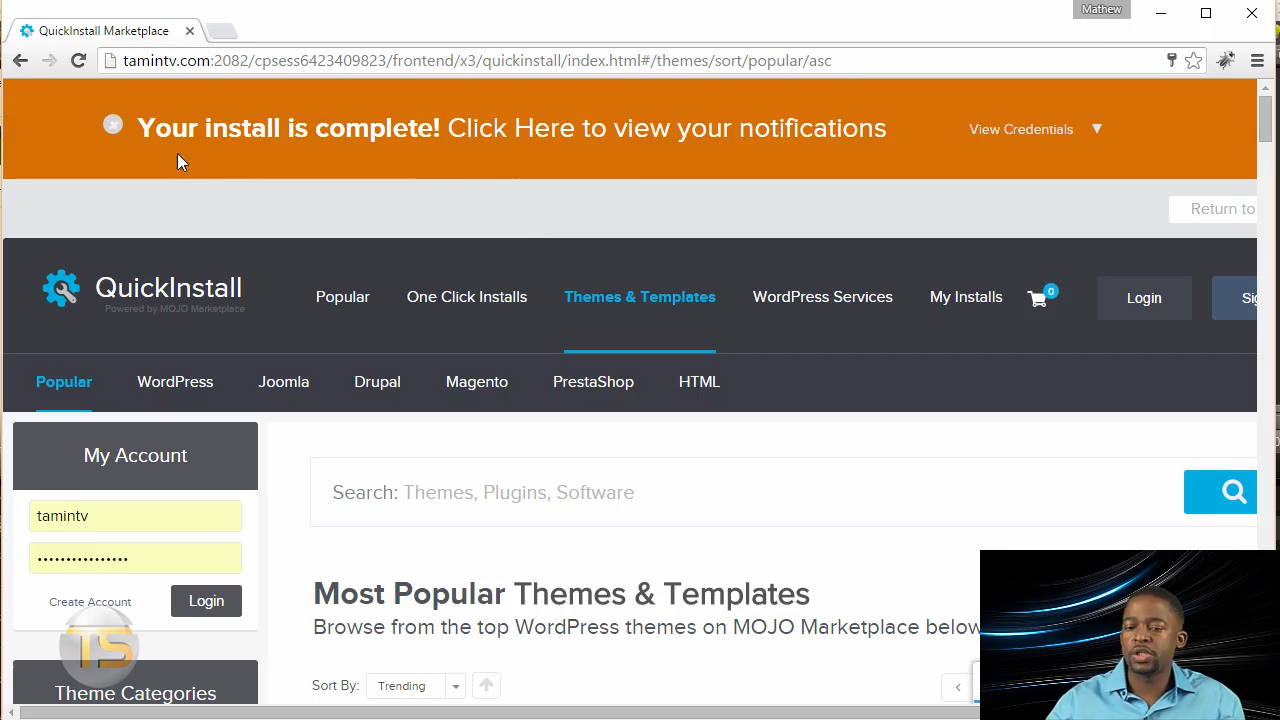 Mathew
QuickInstall Marketplace
tamintv.com:2082/cpsess6423409823/frontend/x3/quickinstall/index.html#/themes/sort/popular/asc
Your install is complete! Click Here to view your notifications
View Credentials
Return to
QuickInstall
Powered by MOJO Marketplace
Popular
One Click Installs
Themes & Templates
WordPress Services
My Installs
0
Login
Sig
Popular
WordPress
Joomla
Drupal
Magento
PrestaShop
HTML
My Account
tamintv
Create Account
Login
TS
Theme Categories
Search: Themes, Plugins, Software
Most Popular Themes & Templates
Browse from the top WordPress themes on MOJO Marketplace below
Sort By:
Trending